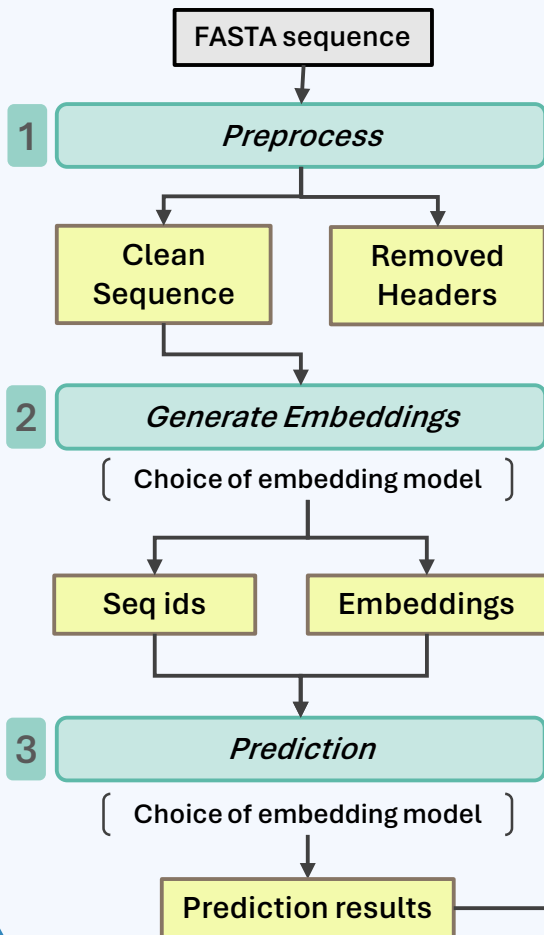 FASTA sequence
1
Preprocess
Clean
Sequence
Removed
Headers
2
Generate Embeddings
[ Choice of embedding model ]
Seq ids
Embeddings
3
Prediction
[ Choice of embedding model ]
Prediction results